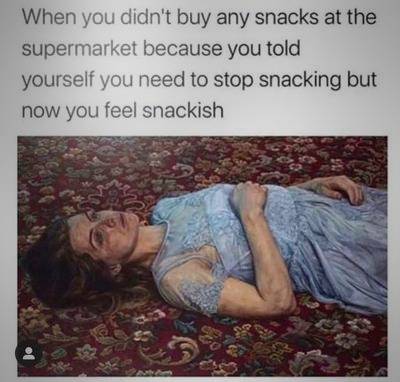 When you didn't buy any snacks at the
supermarket because you told
yourself you need to stop snacking but
now you feel snackish